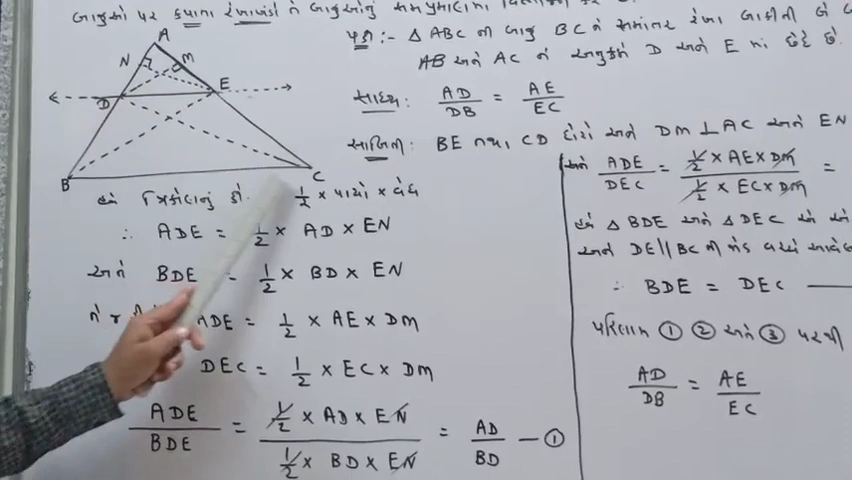 બાજુઓ પર કપાતા રેખાખંડો તે બાજુઓનું
પક્ષ :- △ ABC ની બાજુ BC ને સમાંતર રેખા
AB અને AC ને અનુક્રમે D અને E માં છેદે છે.
સાધ્ય: AD/DB = AE/EC
સાબિતી: BE તથા CD દોરો અને DM ⊥ AC અને EN
A
N
M
D
E
B
C
ત્રિકોણનું ક્ષે. 1/2 × પાયો × વેધ
∴ ADE = 1/2 × AD × EN
અને BDE = 1/2 × BD × EN
ADE = 1/2 × AE × DM
DEC = 1/2 × EC × DM
ADE/BDE = (1/2 × AD × EN)/(1/2 × BD × EN) = AD/BD — ①
અને ADE/DEC = (1/2 × AE × DM)/(1/2 × EC × DM) =
△ BDE અને △ DEC
અને DE || BC ની
∴ BDE = DEC —
પરિણામ ① ② અને ③ પરથી
AD/DB = AE/EC